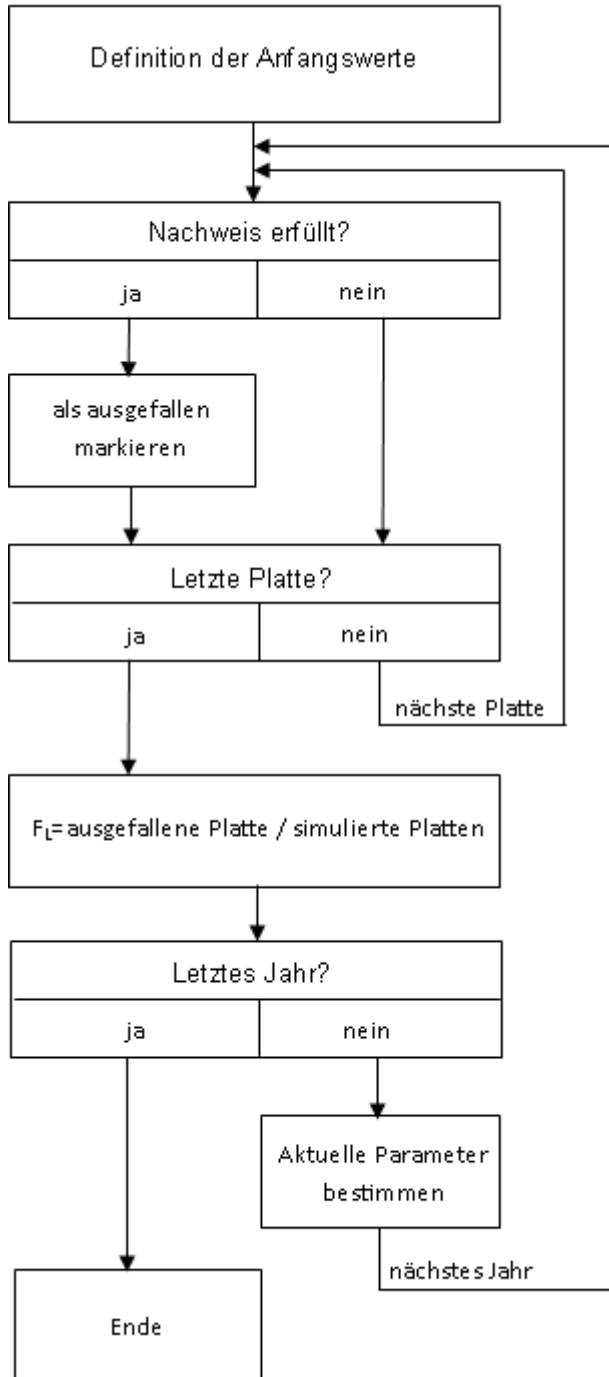 Definition der Anfangswerte
Nachweis erfüllt?
ja
nein
als ausgefallen
markieren
Letzte Platte?
ja
nein
nächste Platte
FL=ausgefallene Platte / simulierte Platten
Letztes Jahr?
ja
nein
Aktuelle Parameter
bestimmen
nächstes Jahr
Ende